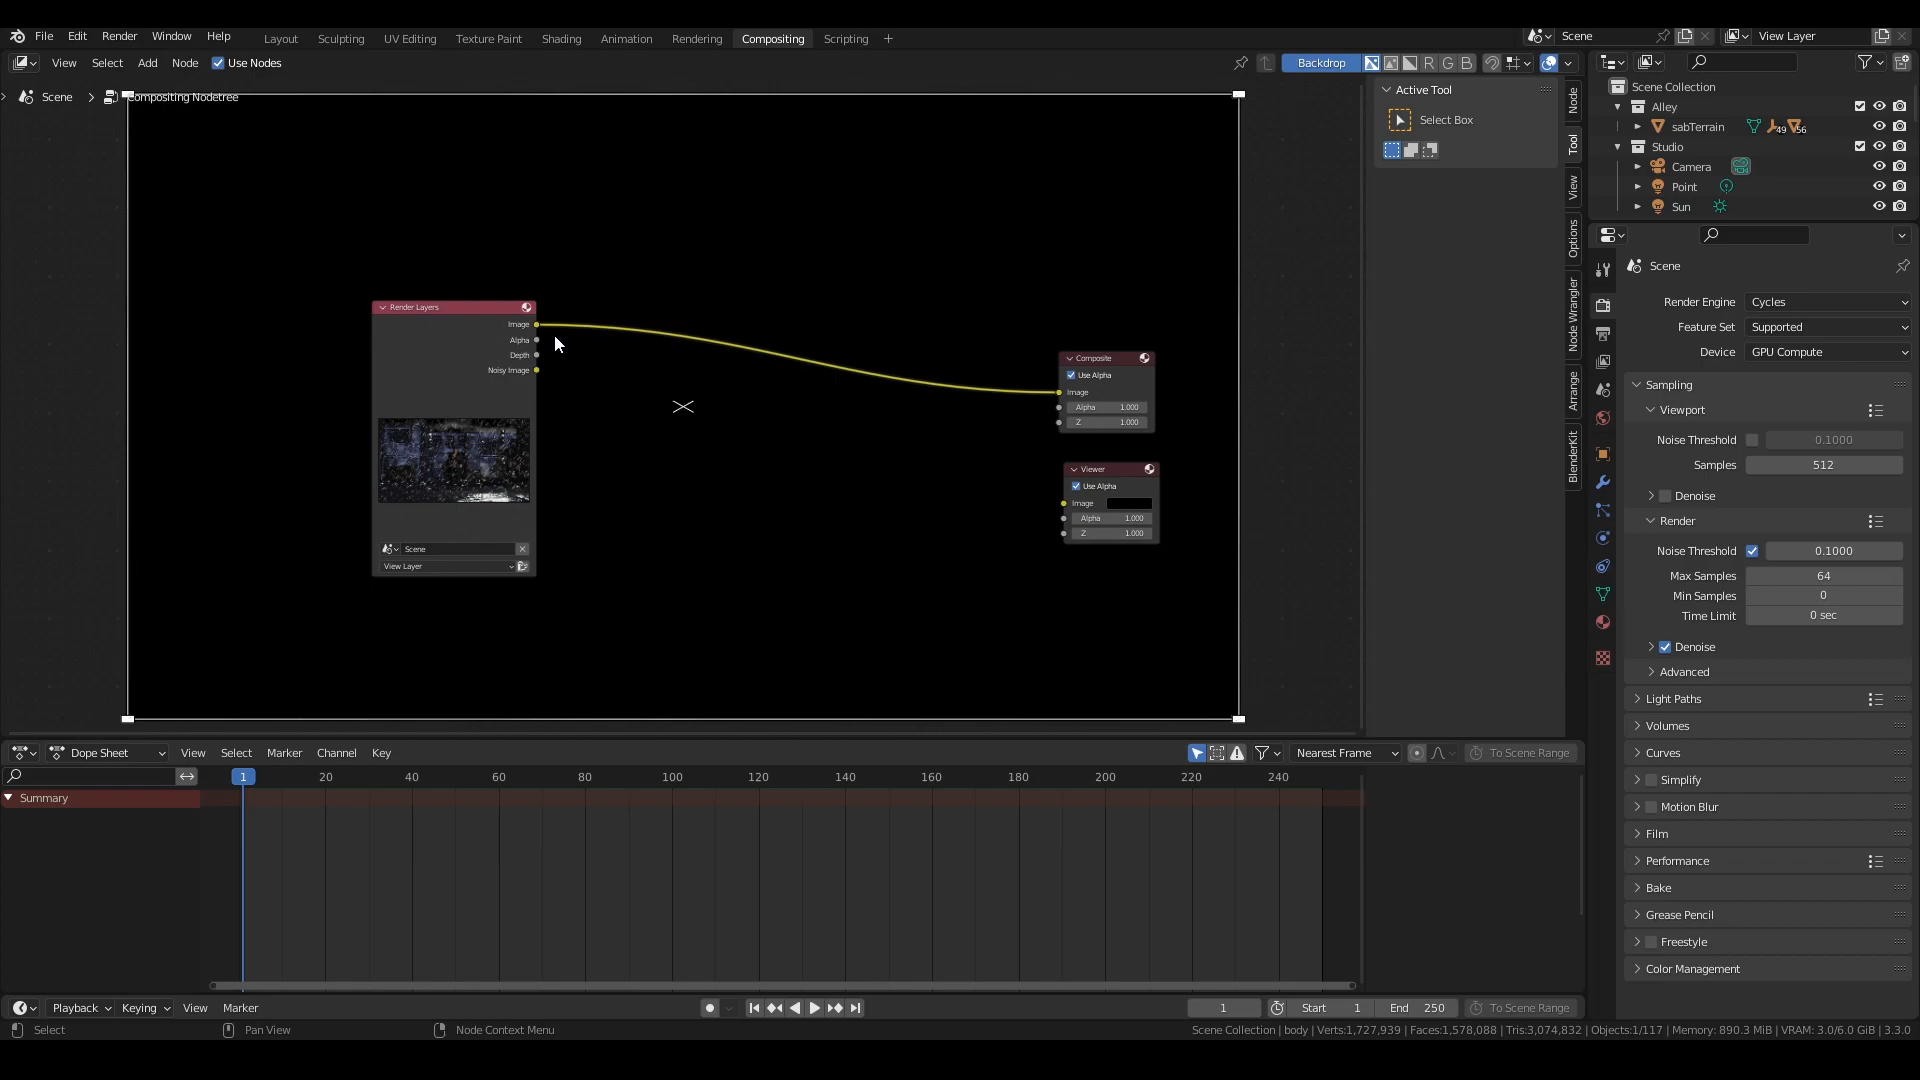 File Edit Render Window Help Layout Sculpting UV Editing Texture Paint Shading Animation Rendering Compositing Scripting + Scene View Layer
View Select Add Node Use Nodes Backdrop R G B
Scene > Compositing Nodetree
Active Tool
Select Box
Node
Tool
View
Options
Node Wrangler
Arrange
BlenderKit
Render Layers
Image
Alpha
Depth
Noisy Image
Scene
View Layer
Composite
Use Alpha
Image
Alpha 1.000
Z 1.000
Viewer
Use Alpha
Image
Alpha 1.000
Z 1.000
Scene Collection
Alley
sabTerrain 49 56
Studio
Camera
Point
Sun
Scene
Render Engine Cycles
Feature Set Supported
Device GPU Compute
Sampling
Viewport
Noise Threshold 0.1000
Samples 512
Denoise
Render
Noise Threshold 0.1000
Max Samples 64
Min Samples 0
Time Limit 0 sec
Denoise
Advanced
Light Paths
Volumes
Curves
Simplify
Motion Blur
Film
Performance
Bake
Grease Pencil
Freestyle
Color Management
Dope Sheet View Select Marker Channel Key Nearest Frame To Scene Range
1 20 40 60 80 100 120 140 160 180 200 220 240
Summary
Playback Keying View Marker 1 Start 1 End 250 To Scene Range
Select Pan View Node Context Menu Scene Collection | body | Verts:1,727,939 | Faces:1,578,088 | Tris:3,074,832 | Objects:1/117 | Memory: 890.3 MiB | VRAM: 3.0/6.0 GiB | 3.3.0